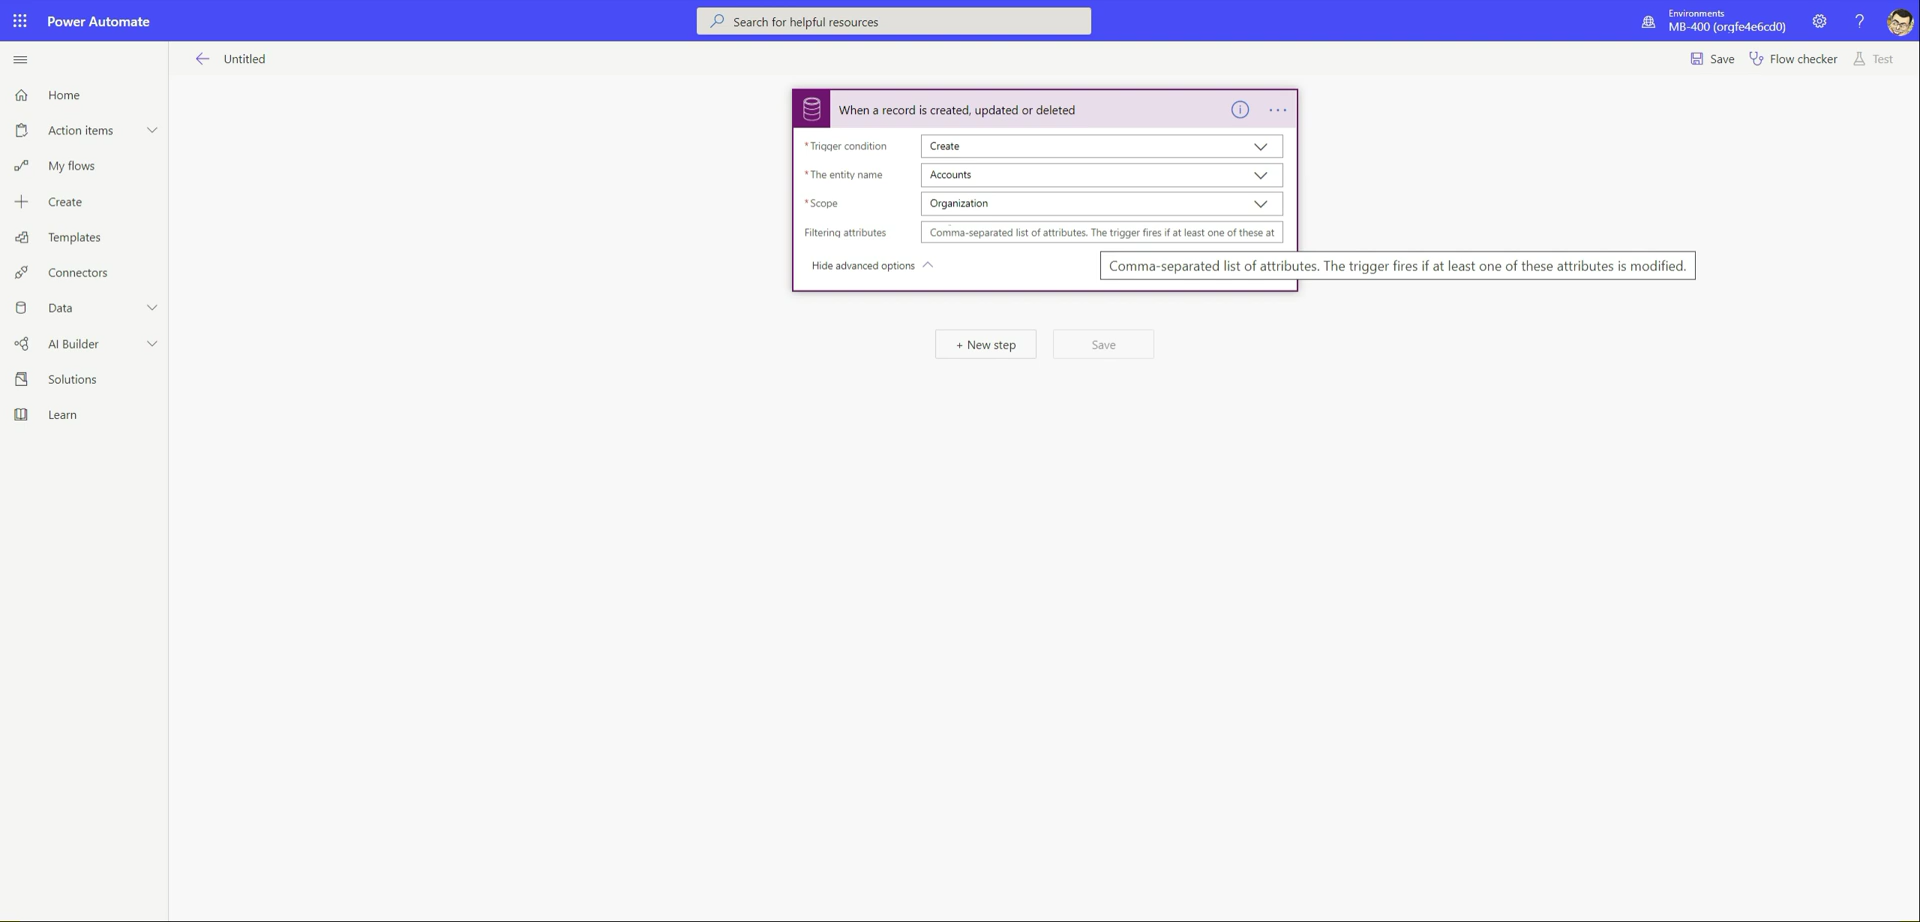 Power Automate
Search for helpful resources
Environments
MB-400 (orgfe4e6cd0)
?
Untitled
Save
Flow checker
Test
Home
Action items
My flows
Create
Templates
Connectors
Data
AI Builder
Solutions
Learn
When a record is created, updated or deleted
* Trigger condition
Create
* The entity name
Accounts
* Scope
Organization
Filtering attributes
Comma-separated list of attributes. The trigger fires if at least one of these at
Hide advanced options
Comma-separated list of attributes. The trigger fires if at least one of these attributes is modified.
+ New step
Save